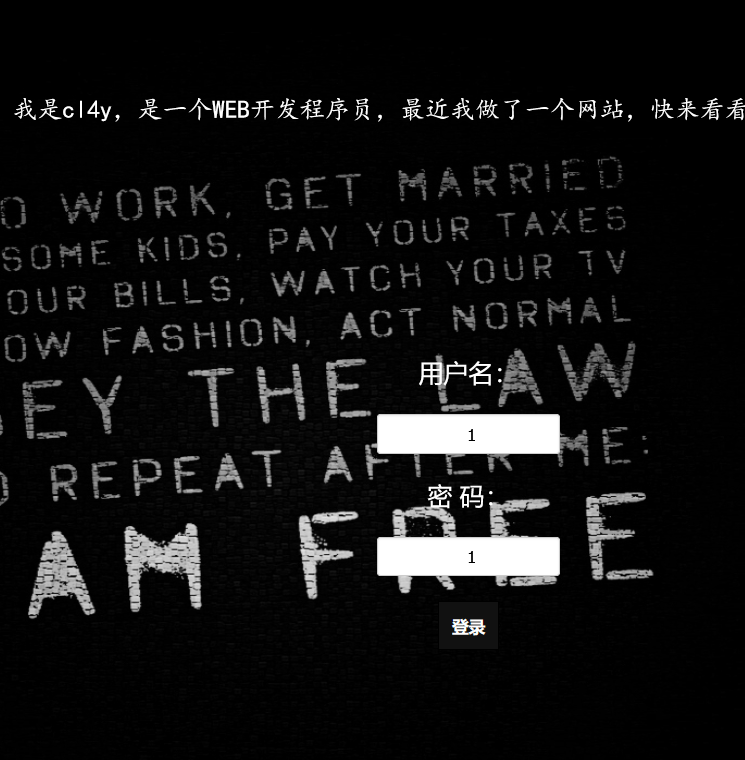 我是cl4y，是一个WEB开发程序员，最近我做了一个网站，快来看看
O WORK, GET MARRIED
SOME KIDS, PAY YOUR TAXES
OUR BILLS, WATCH YOUR TV
OW FASHION, ACT NORMAL
EY THE LAW
REPEAT AFTER ME:
AM FREE
用户名：
1
密 码：
1
登录